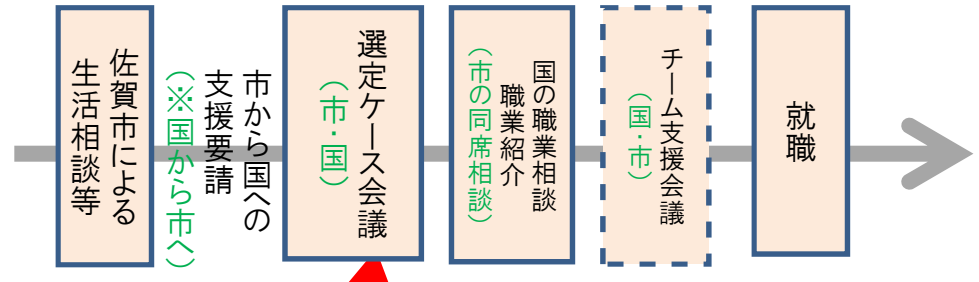 佐賀市による
生活相談等
市から国への
支援要請
（※国から市へ）
選定ケース会議
（市・国）
国の職業相談
職業紹介
（市の同席相談）
チーム支援会議
（国・市）
就職